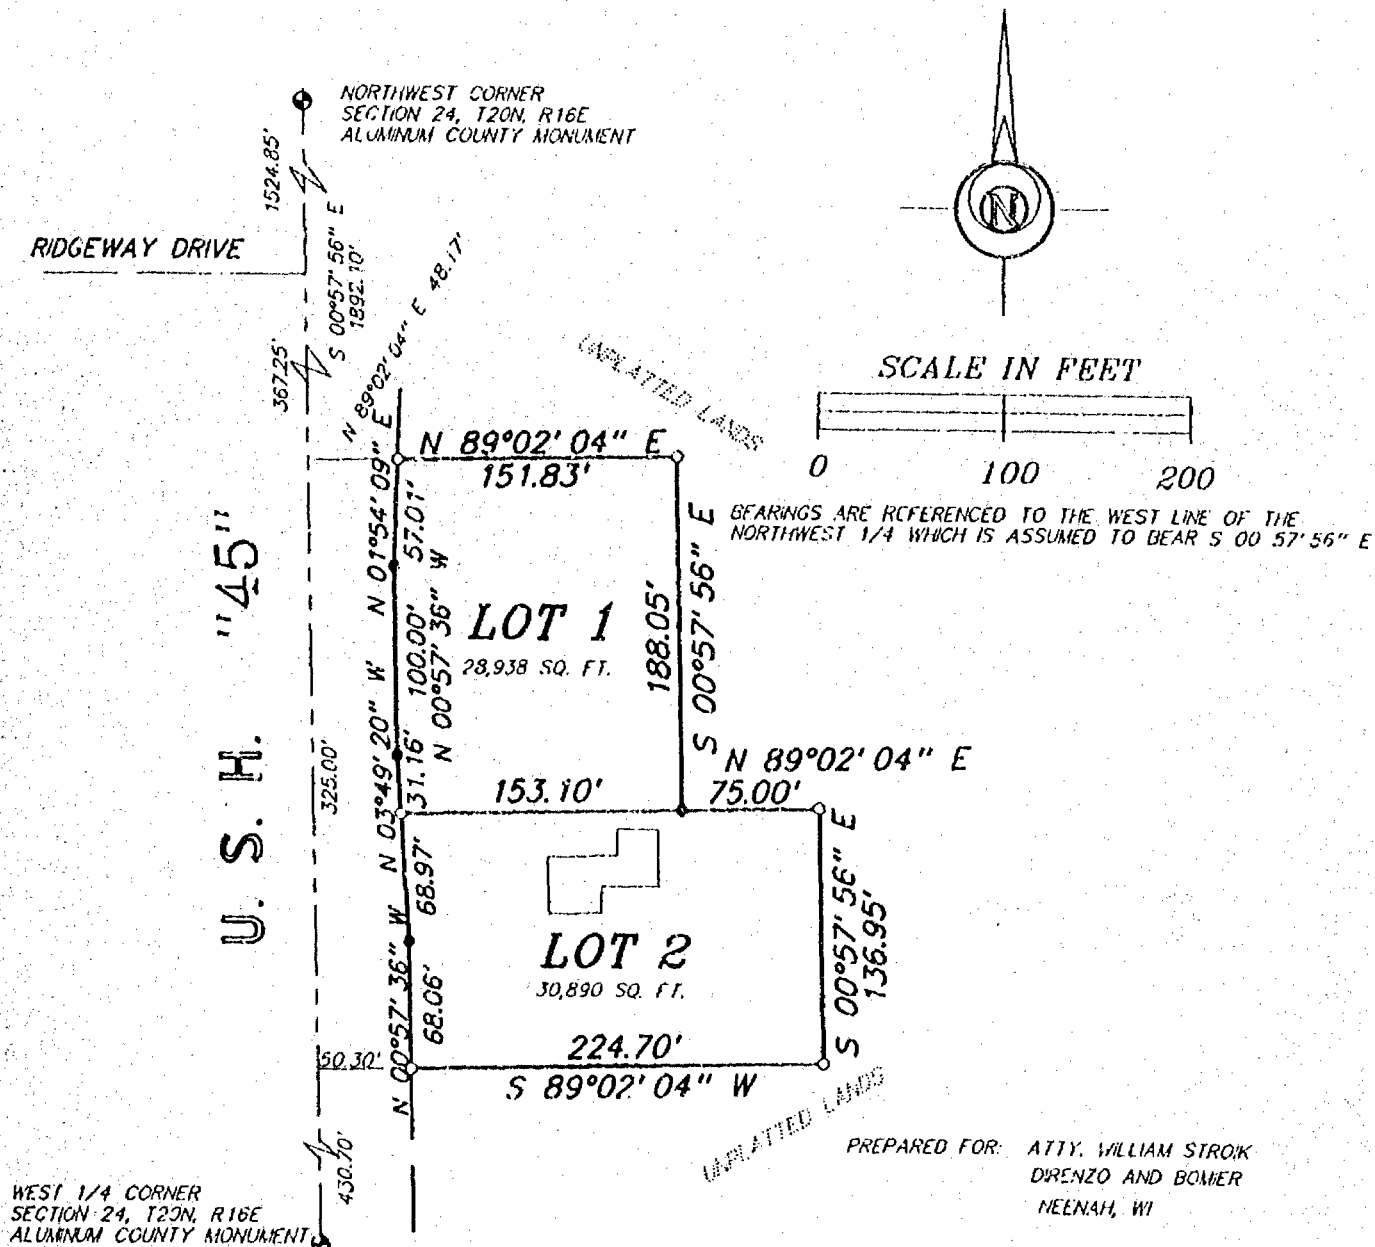 NORTHWEST CORNER
SECTION 24, T20N, R16E
ALUMINUM COUNTY MONUMENT
1524.85'
RIDGEWAY DRIVE
S 00°57'56" E
1892.10'
N 89°02'04" E 48.17'
367.25'
N
UNPLATTED LANDS
SCALE IN FEET
0 100 200
BEARINGS ARE REFERENCED TO THE WEST LINE OF THE
NORTHWEST 1/4 WHICH IS ASSUMED TO BEAR S 00 57'56" E
N 89°02'04" E
151.83'
N 01°54'09" E
57.01'
U. S. H. "45"
LOT 1
28,938 SQ. FT.
100.00'
N 00°57'36" W
188.05'
S 00°57'56" E
N 03°49'20" W
31.16'
325.00'
153.10'
N 89°02'04" E
75.00'
68.97'
LOT 2
30,890 SQ. FT.
S 00°57'56" E
136.95'
N 00°57'36" W
68.06'
50.30'
224.70'
S 89°02'04" W
UNPLATTED LANDS
430.70'
WEST 1/4 CORNER
SECTION 24, T20N, R16E
ALUMINUM COUNTY MONUMENT
PREPARED FOR: ATTY. WILLIAM STROIK
DIRENZO AND BOMIER
NEENAH, WI